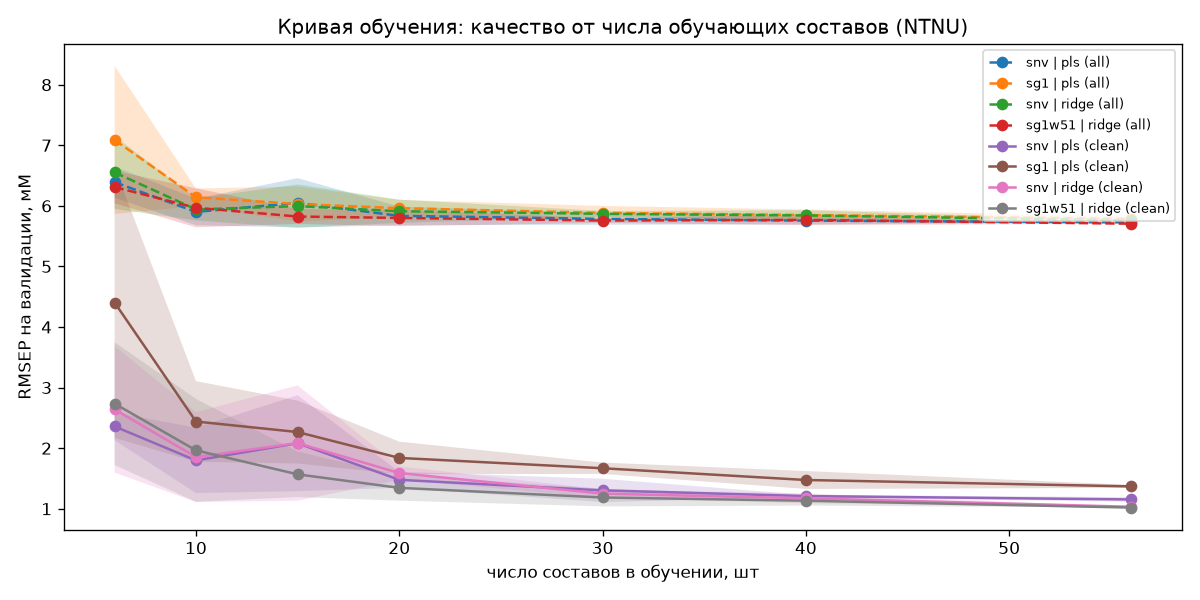 Кривая обучения: качество от числа обучающих составов (NTNU)
snv | pls (all)
sg1 | pls (all)
snv | ridge (all)
sg1w51 | ridge (all)
snv | pls (clean)
sg1 | pls (clean)
snv | ridge (clean)
sg1w51 | ridge (clean)
RMSEP на валидации, мМ
8
7
6
5
4
3
2
1
10
20
30
40
50
число составов в обучении, шт